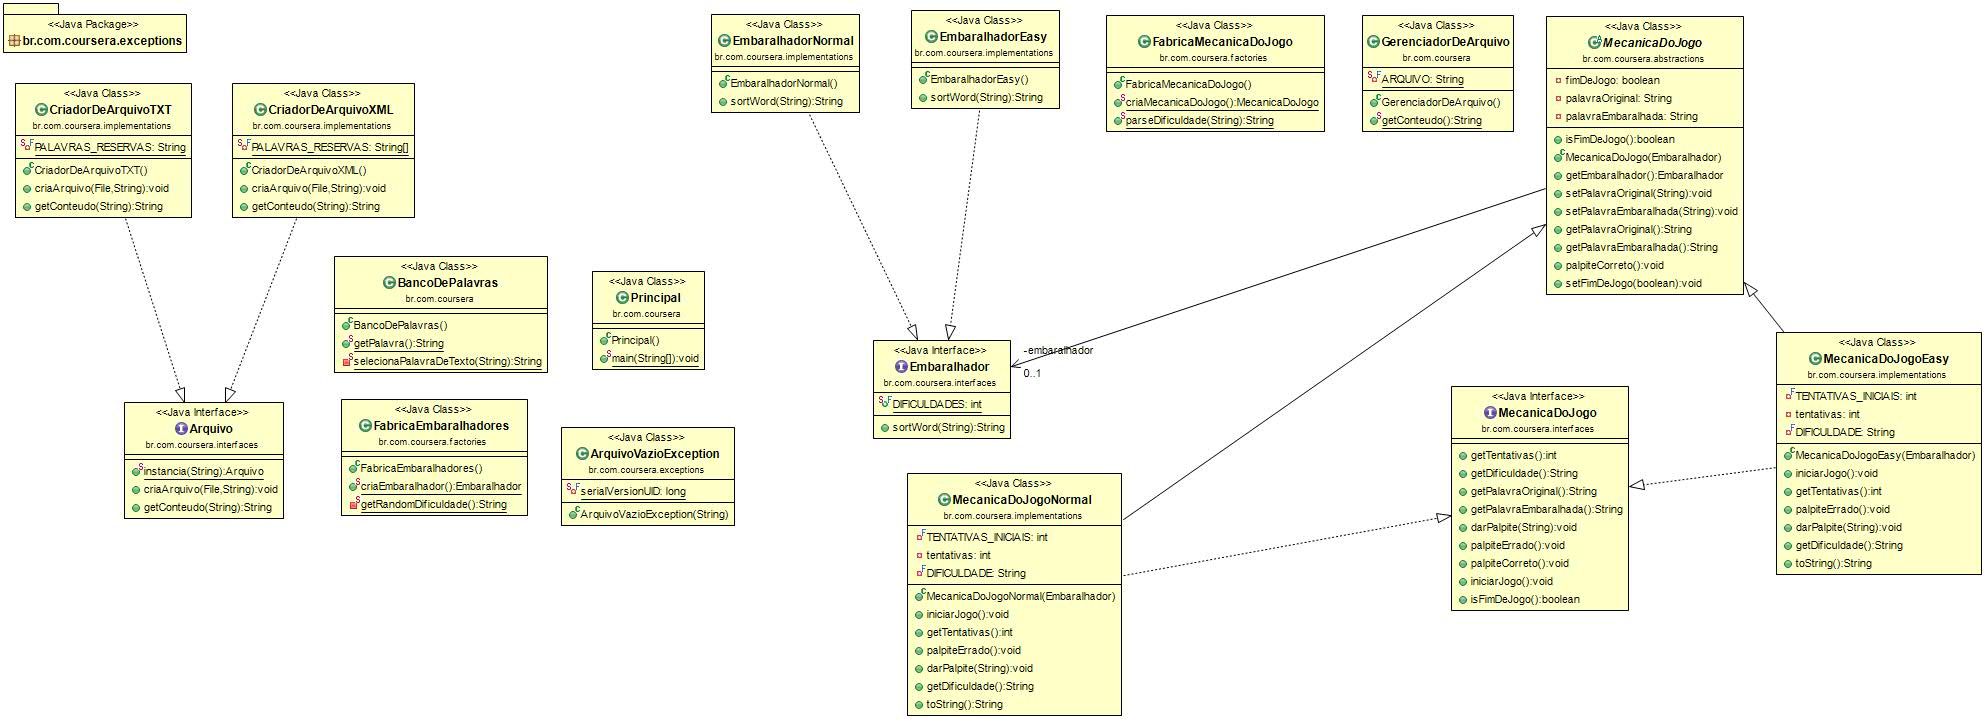 <<Java Package>>
br.com.coursera.exceptions
<<Java Class>>
CriadorDeArquivoTXT
br.com.coursera.implementations
PALAVRAS_RESERVAS: String
CriadorDeArquivoTXT()
criaArquivo(File,String):void
getConteudo(String):String
<<Java Class>>
CriadorDeArquivoXML
br.com.coursera.implementations
PALAVRAS_RESERVAS: String[]
CriadorDeArquivoXML()
criaArquivo(File,String):void
getConteudo(String):String
<<Java Interface>>
Arquivo
br.com.coursera.interfaces
instancia(String):Arquivo
criaArquivo(File,String):void
getConteudo(String):String
<<Java Class>>
BancoDePalavras
br.com.coursera
BancoDePalavras()
getPalavra():String
selecionaPalavraDeTexto(String):String
<<Java Class>>
FabricaEmbaralhadores
br.com.coursera.factories
FabricaEmbaralhadores()
criaEmbaralhador():Embaralhador
getRandomDificuldade():String
<<Java Class>>
Principal
br.com.coursera
Principal()
main(String[]):void
<<Java Class>>
ArquivoVazioException
br.com.coursera.exceptions
serialVersionUID: long
ArquivoVazioException(String)
<<Java Class>>
EmbaralhadorNormal
br.com.coursera.implementations
EmbaralhadorNormal()
sortWord(String):String
<<Java Class>>
EmbaralhadorEasy
br.com.coursera.implementations
EmbaralhadorEasy()
sortWord(String):String
<<Java Interface>>
Embaralhador
br.com.coursera.interfaces
DIFICULDADES: int
sortWord(String):String
-embaralhador
0..1
<<Java Class>>
FabricaMecanicaDoJogo
br.com.coursera.factories
FabricaMecanicaDoJogo()
criaMecanicaDoJogo():MecanicaDoJogo
parseDificuldade(String):String
<<Java Class>>
GerenciadorDeArquivo
br.com.coursera
ARQUIVO: String
GerenciadorDeArquivo()
getConteudo():String
<<Java Class>>
MecanicaDoJogo
br.com.coursera.abstractions
fimDeJogo: boolean
palavraOriginal: String
palavraEmbaralhada: String
isFimDeJogo():boolean
MecanicaDoJogo(Embaralhador)
getEmbaralhador():Embaralhador
setPalavraOriginal(String):void
setPalavraEmbaralhada(String):void
getPalavraOriginal():String
getPalavraEmbaralhada():String
palpiteCorreto():void
setFimDeJogo(boolean):void
<<Java Class>>
MecanicaDoJogoNormal
br.com.coursera.implementations
TENTATIVAS_INICIAIS: int
tentativas: int
DIFICULDADE: String
MecanicaDoJogoNormal(Embaralhador)
iniciarJogo():void
getTentativas():int
palpiteErrado():void
darPalpite(String):void
getDificuldade():String
toString():String
<<Java Interface>>
MecanicaDoJogo
br.com.coursera.interfaces
getTentativas():int
getDificuldade():String
getPalavraOriginal():String
getPalavraEmbaralhada():String
darPalpite(String):void
palpiteErrado():void
palpiteCorreto():void
iniciarJogo():void
isFimDeJogo():boolean
<<Java Class>>
MecanicaDoJogoEasy
br.com.coursera.implementations
TENTATIVAS_INICIAIS: int
tentativas: int
DIFICULDADE: String
MecanicaDoJogoEasy(Embaralhador)
iniciarJogo():void
getTentativas():int
palpiteErrado():void
darPalpite(String):void
getDificuldade():String
toString():String